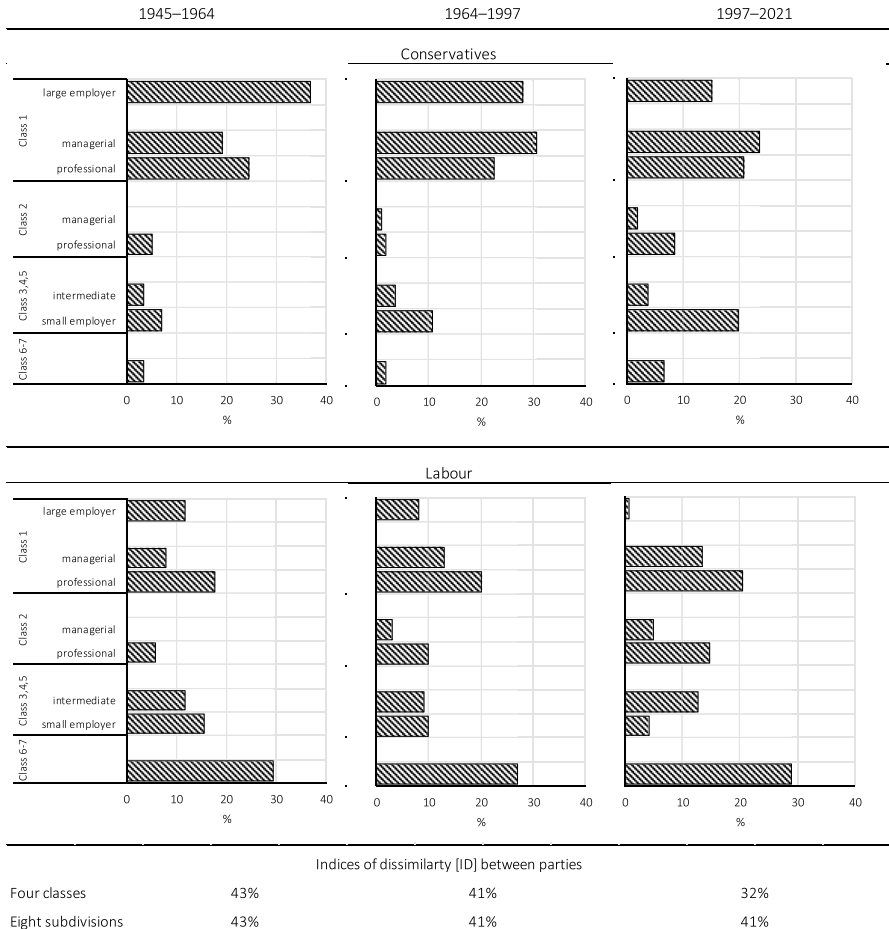 1945–1964 1964–1997 1997–2021
Conservatives
Class 1
large employer
managerial
professional
Class 2
managerial
professional
Class 3,4,5
intermediate
small employer
Class 6-7
0 10 20 30 40 0 10 20 30 40 0 10 20 30 40
% % %
Labour
Class 1
large employer
managerial
professional
Class 2
managerial
professional
Class 3,4,5
intermediate
small employer
Class 6-7
0 10 20 30 40 0 10 20 30 40 0 10 20 30 40
% % %
Indices of dissimilarty [ID] between parties
Four classes 43% 41% 32%
Eight subdivisions 43% 41% 41%